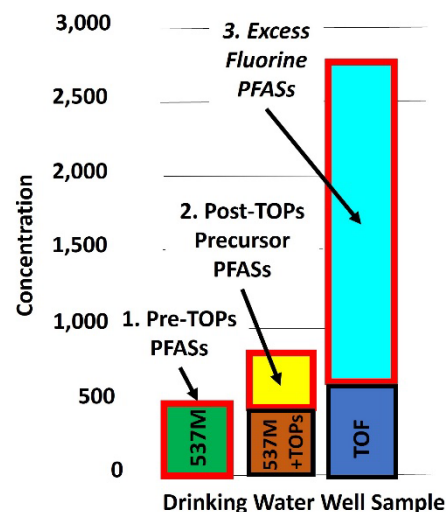 3,000
3. Excess
Fluorine
PFASs
2,500
2,000
2. Post-TOPs
Precursor
PFASs
1,500
1,000
1. Pre-TOPs
PFASs
500
0
Concentration
537M
537M
+TOPs
TOF
Drinking Water Well Sample